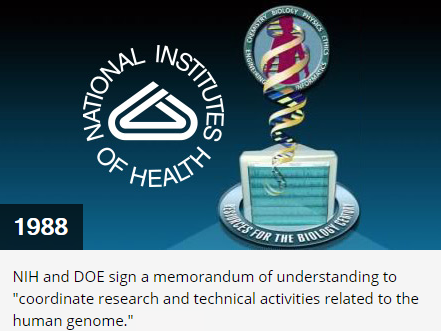 NATIONAL INSTITUTES
OF HEALTH
CHEMISTRY BIOLOGY PHYSICS ETHICS
INFORMATICS
ENGINEERING
RESOURCES FOR THE BIOLOGY CENTURY
1988
NIH and DOE sign a memorandum of understanding to
"coordinate research and technical activities related to the
human genome."